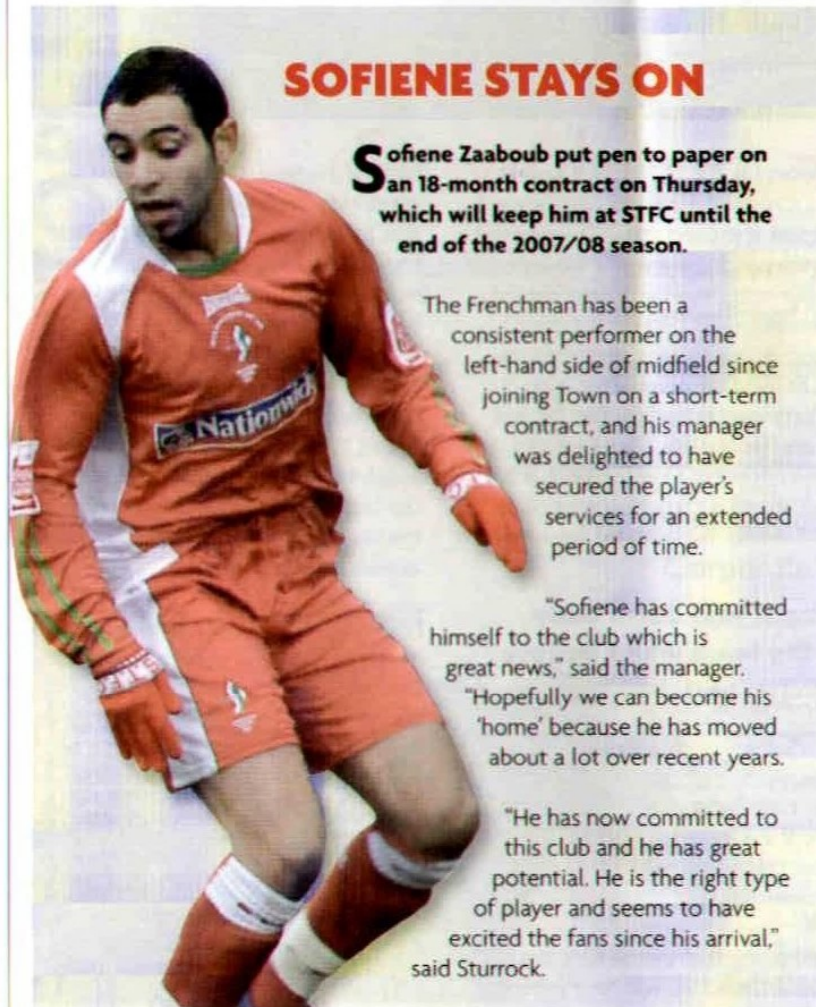 SOFIENE STAYS ON
Sofiene Zaaboub put pen to paper on
an 18-month contract on Thursday,
which will keep him at STFC until the
end of the 2007/08 season.
The Frenchman has been a
consistent performer on the
left-hand side of midfield since
joining Town on a short-term
contract, and his manager
was delighted to have
secured the player's
services for an extended
period of time.
"Sofiene has committed
himself to the club which is
great news," said the manager.
"Hopefully we can become his
'home' because he has moved
about a lot over recent years.
"He has now committed to
this club and he has great
potential. He is the right type
of player and seems to have
excited the fans since his arrival,"
said Sturrock.
Nationwide